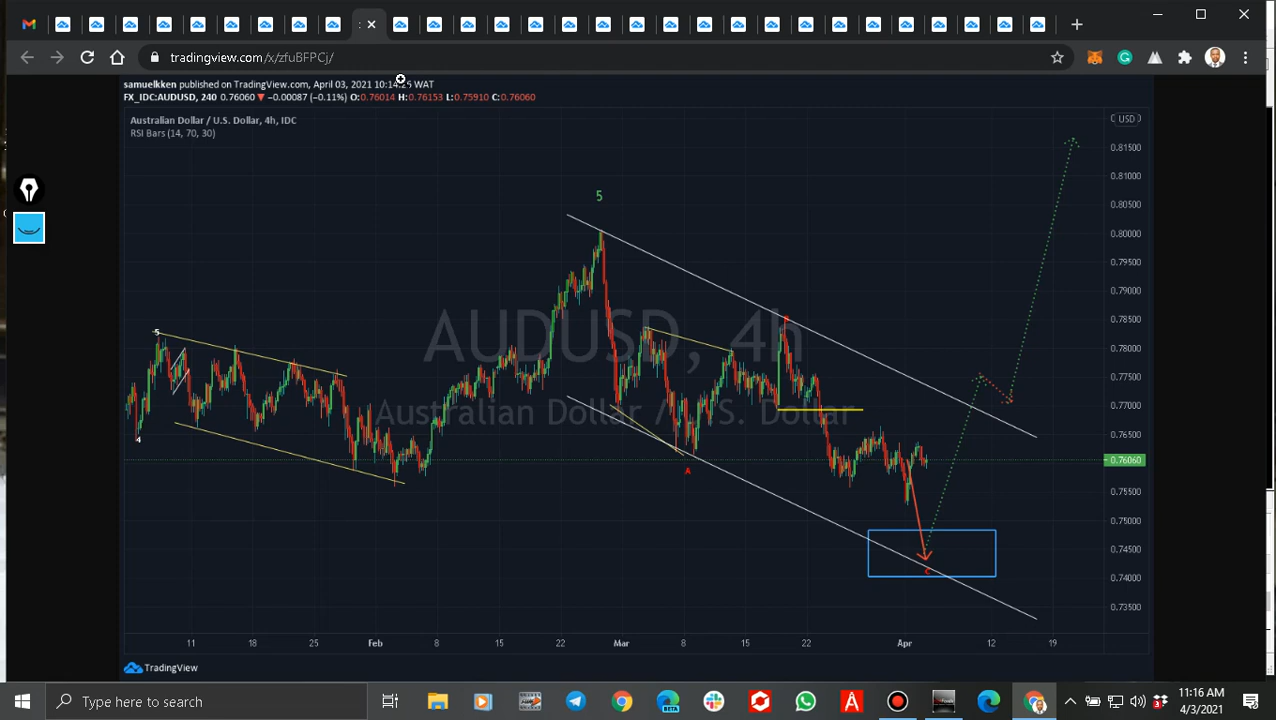 tradingview.com/x/zfuBFPCj/
samuelkken published on TradingView.com, April 03, 2021 10:14:25 WAT
FX_IDC:AUDUSD, 240 0.76060 ▼ −0.00087 (−0.11%) O:0.76014 H:0.76153 L:0.75910 C:0.76060
Australian Dollar / U.S. Dollar, 4h, IDC
RSI Bars (14, 70, 30)
USD
0.81500
0.81000
0.80500
0.80000
0.79500
0.79000
0.78500
0.78000
0.77500
0.77000
0.76500
0.76060
0.75500
0.75000
0.74500
0.74000
0.73500
5
5
4
A
B
C
AUDUSD, 4h
Australian Dollar / U.S. Dollar
11 18 25 Feb 8 15 22 Mar 8 15 22 Apr 12 19
TradingView
Type here to search
BETA
11:16 AM
4/3/2021